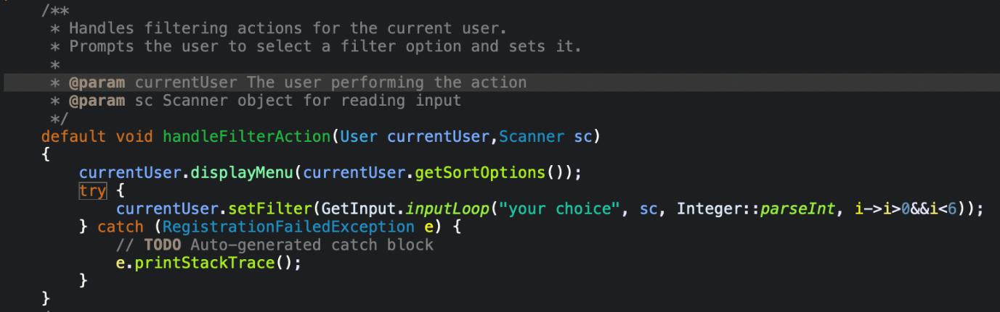 /**
 * Handles filtering actions for the current user.
 * Prompts the user to select a filter option and sets it.
 *
 * @param currentUser The user performing the action
 * @param sc Scanner object for reading input
 */
default void handleFilterAction(User currentUser,Scanner sc)
{
    currentUser.displayMenu(currentUser.getSortOptions());
    try {
        currentUser.setFilter(GetInput.inputLoop("your choice", sc, Integer::parseInt, i->i>0&&i<6));
    } catch (RegistrationFailedException e) {
        // TODO Auto-generated catch block
        e.printStackTrace();
    }
}